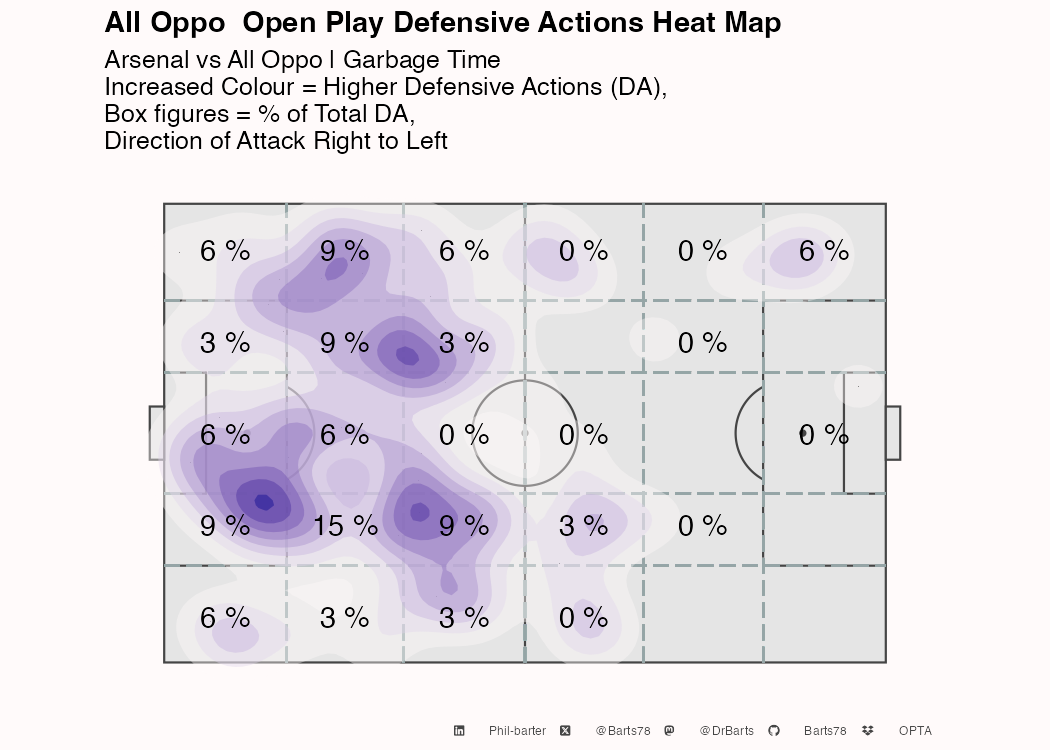 All Oppo  Open Play Defensive Actions Heat Map
Arsenal vs All Oppo | Garbage Time
Increased Colour = Higher Defensive Actions (DA),
Box figures = % of Total DA,
Direction of Attack Right to Left
6 % 9 % 6 % 0 % 0 % 6 %
3 % 9 % 3 % 0 %
6 % 6 % 0 % 0 % 0 %
9 % 15 % 9 % 3 % 0 %
6 % 3 % 3 % 0 %
Phil-barter @Barts78 @DrBarts Barts78 OPTA